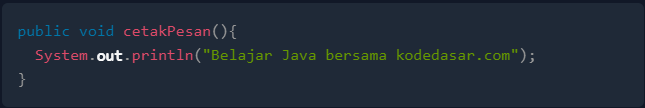 public void cetakPesan(){
  System.out.println("Belajar Java bersama kodedasar.com");
}